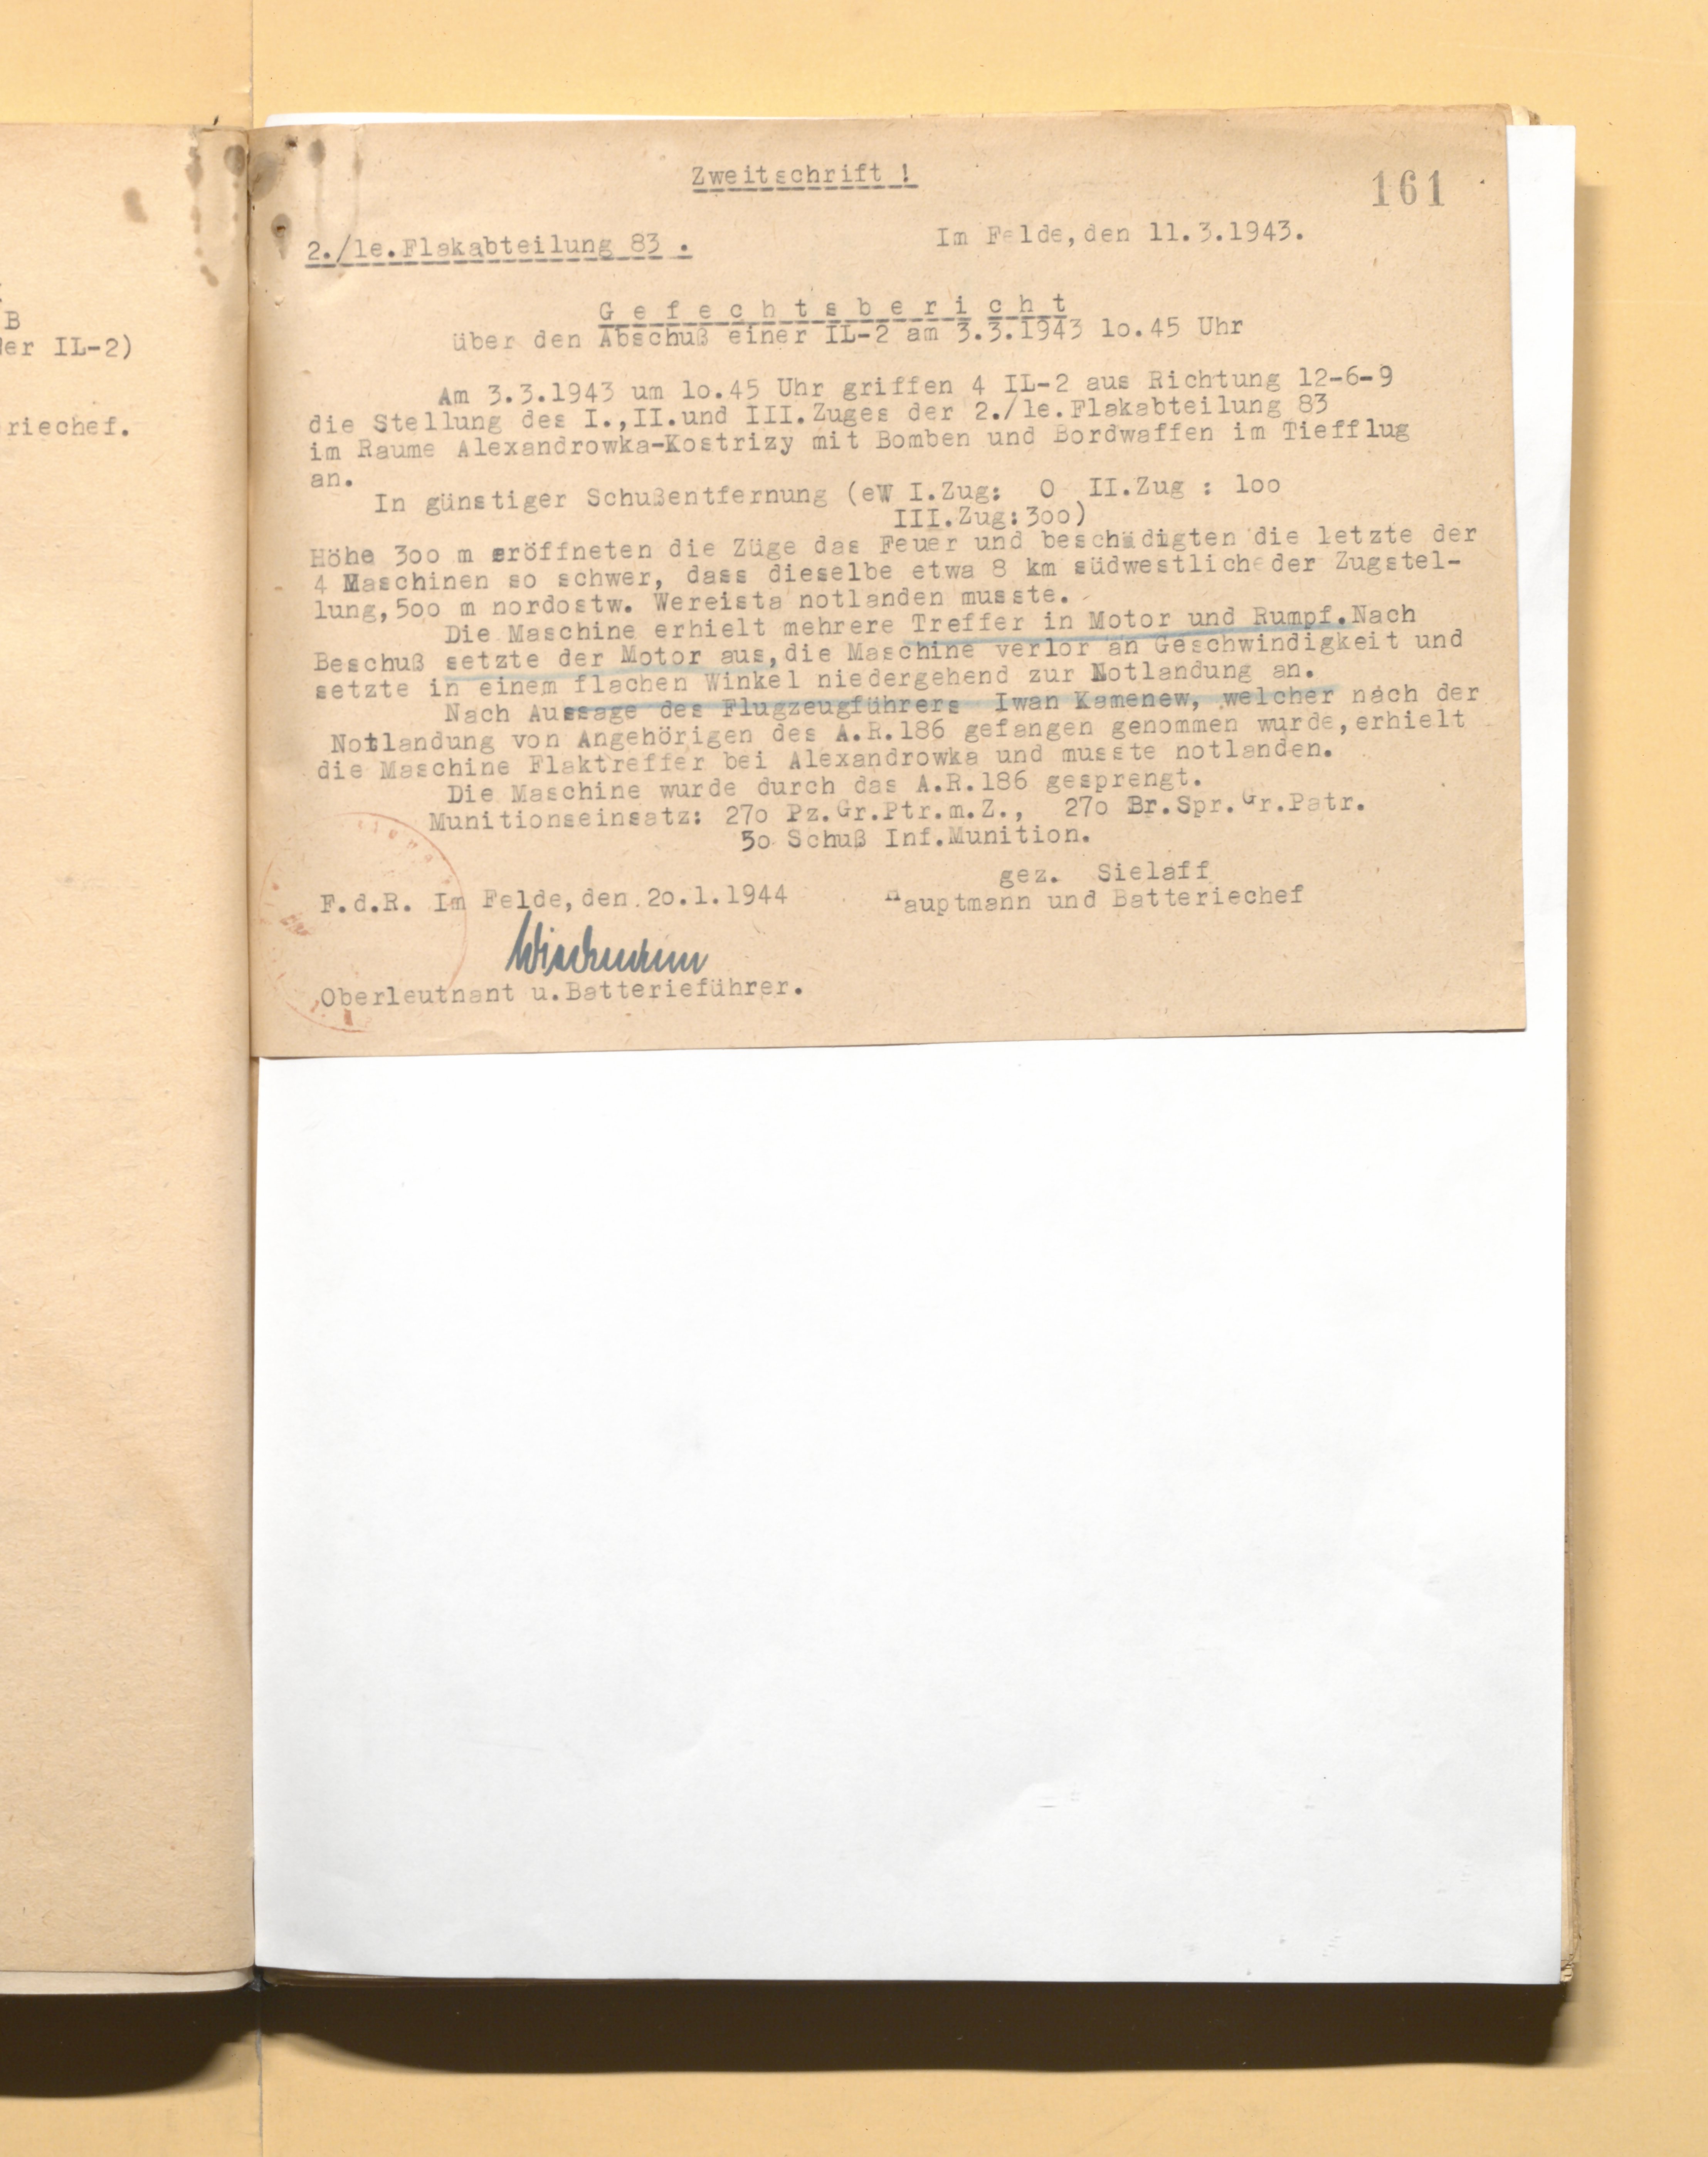 B
er IL-2)
riechef.
Zweitschrift !
161
2./le.Flakabteilung 83 .
Im Felde,den 11.3.1943.
G e f e c h t s b e r i c h t
über den Abschuß einer IL-2 am 3.3.1943 lo.45 Uhr
Am 3.3.1943 um lo.45 Uhr griffen 4 IL-2 aus Richtung 12-6-9
die Stellung des I.,II.und III.Zuges der 2./le.Flakabteilung 83
im Raume Alexandrowka-Kostrizy mit Bomben und Bordwaffen im Tiefflug
an.
In günstiger Schußentfernung (eW I.Zug: O II.Zug : loo
III.Zug:3oo)
Höhe 3oo m eröffneten die Züge das Feuer und beschädigten die letzte der
4 Maschinen so schwer, dass dieselbe etwa 8 km südwestlich der Zugstel-
lung,5oo m nordostw. Wereista notlanden musste.
Die Maschine erhielt mehrere Treffer in Motor und Rumpf.Nach
Beschuß setzte der Motor aus,die Maschine verlor an Geschwindigkeit und
setzte in einem flachen Winkel niedergehend zur Notlandung an.
Nach Aussage des Flugzeugführers Iwan Kamenew, welcher nach der
Notlandung von Angehörigen des A.R.186 gefangen genommen wurde,erhielt
die Maschine Flaktreffer bei Alexandrowka und musste notlanden.
Die Maschine wurde durch das A.R.186 gesprengt.
Munitionseinsatz: 27o Pz.Gr.Ptr.m.Z., 27o Br.Spr.Gr.Patr.
5o Schuß Inf.Munition.
gez. Sielaff
F.d.R. Im Felde,den 2o.1.1944
Hauptmann und Batteriechef
Oberleutnant u.Batterieführer.